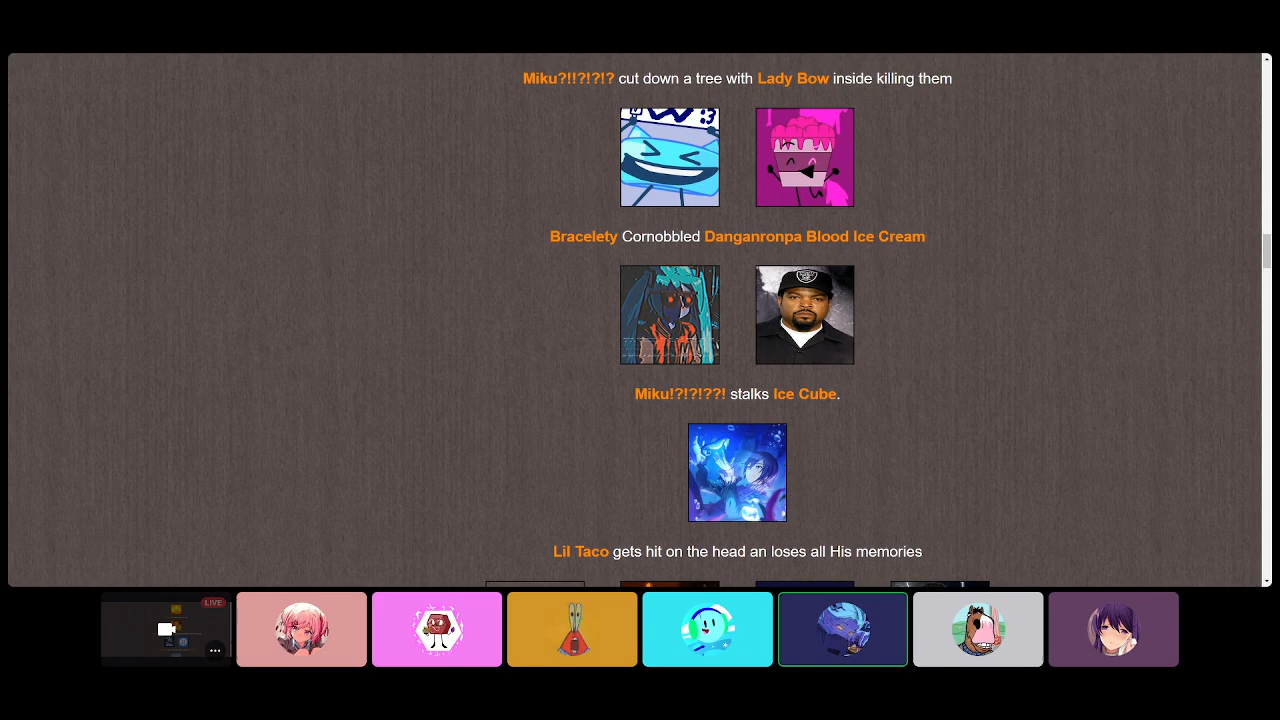 Miku?!!?!?!? cut down a tree with Lady Bow inside killing them
:3
Bracelety Cornobbled Danganronpa Blood Ice Cream
Miku!?!?!??! stalks Ice Cube.
Lil Taco gets hit on the head an loses all His memories
LIVE